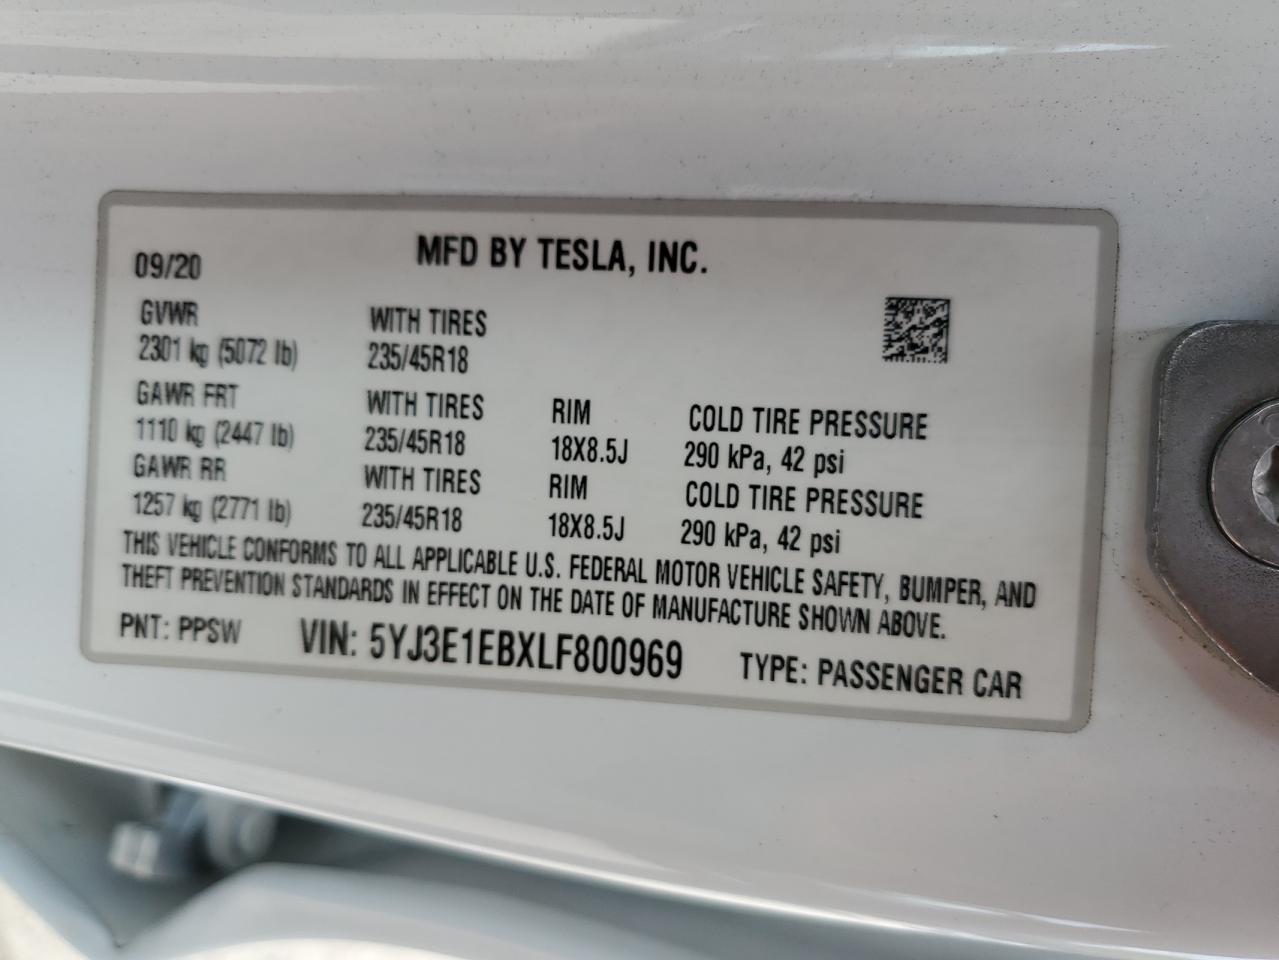 MFD BY TESLA, INC.
09/20
GVWR WITH TIRES
2301 kg (5072 lb) 235/45R18
GAWR FRT WITH TIRES RIM COLD TIRE PRESSURE
1110 kg (2447 lb) 235/45R18 18X8.5J 290 kPa, 42 psi
GAWR RR WITH TIRES RIM COLD TIRE PRESSURE
1257 kg (2771 lb) 235/45R18 18X8.5J 290 kPa, 42 psi
THIS VEHICLE CONFORMS TO ALL APPLICABLE U.S. FEDERAL MOTOR VEHICLE SAFETY, BUMPER, AND
THEFT PREVENTION STANDARDS IN EFFECT ON THE DATE OF MANUFACTURE SHOWN ABOVE.
PNT: PPSW VIN: 5YJ3E1EBXLF800969 TYPE: PASSENGER CAR